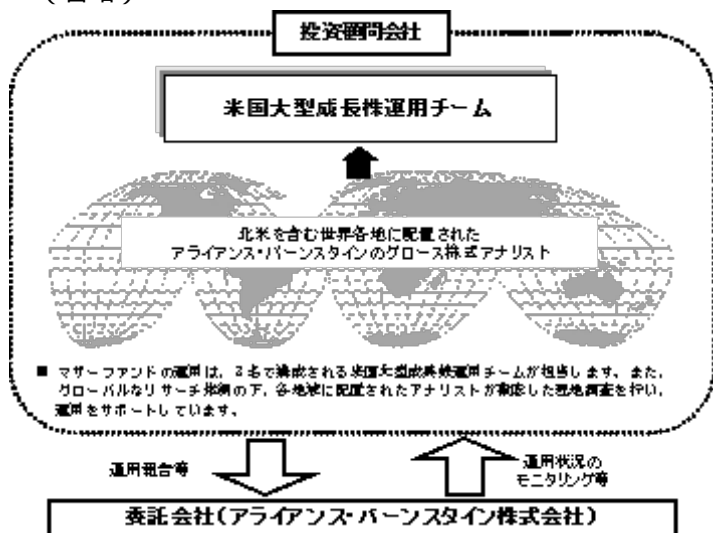 投資顧問会社
米国大型成長株運用チーム
北米を含む世界各地に配置された
アライアンス・バーンスタインのグロース株式アナリスト
■ マザーファンドの運用は、3名で構成される米国大型成長株運用チームが担当します。また、
グローバルなリサーチ体制の下、各地域に配置されたアナリストが徹底した現地調査を行い、
運用をサポートしています。
運用報告等
運用状況の
モニタリング等
委託会社(アライアンス・バーンスタイン株式会社)